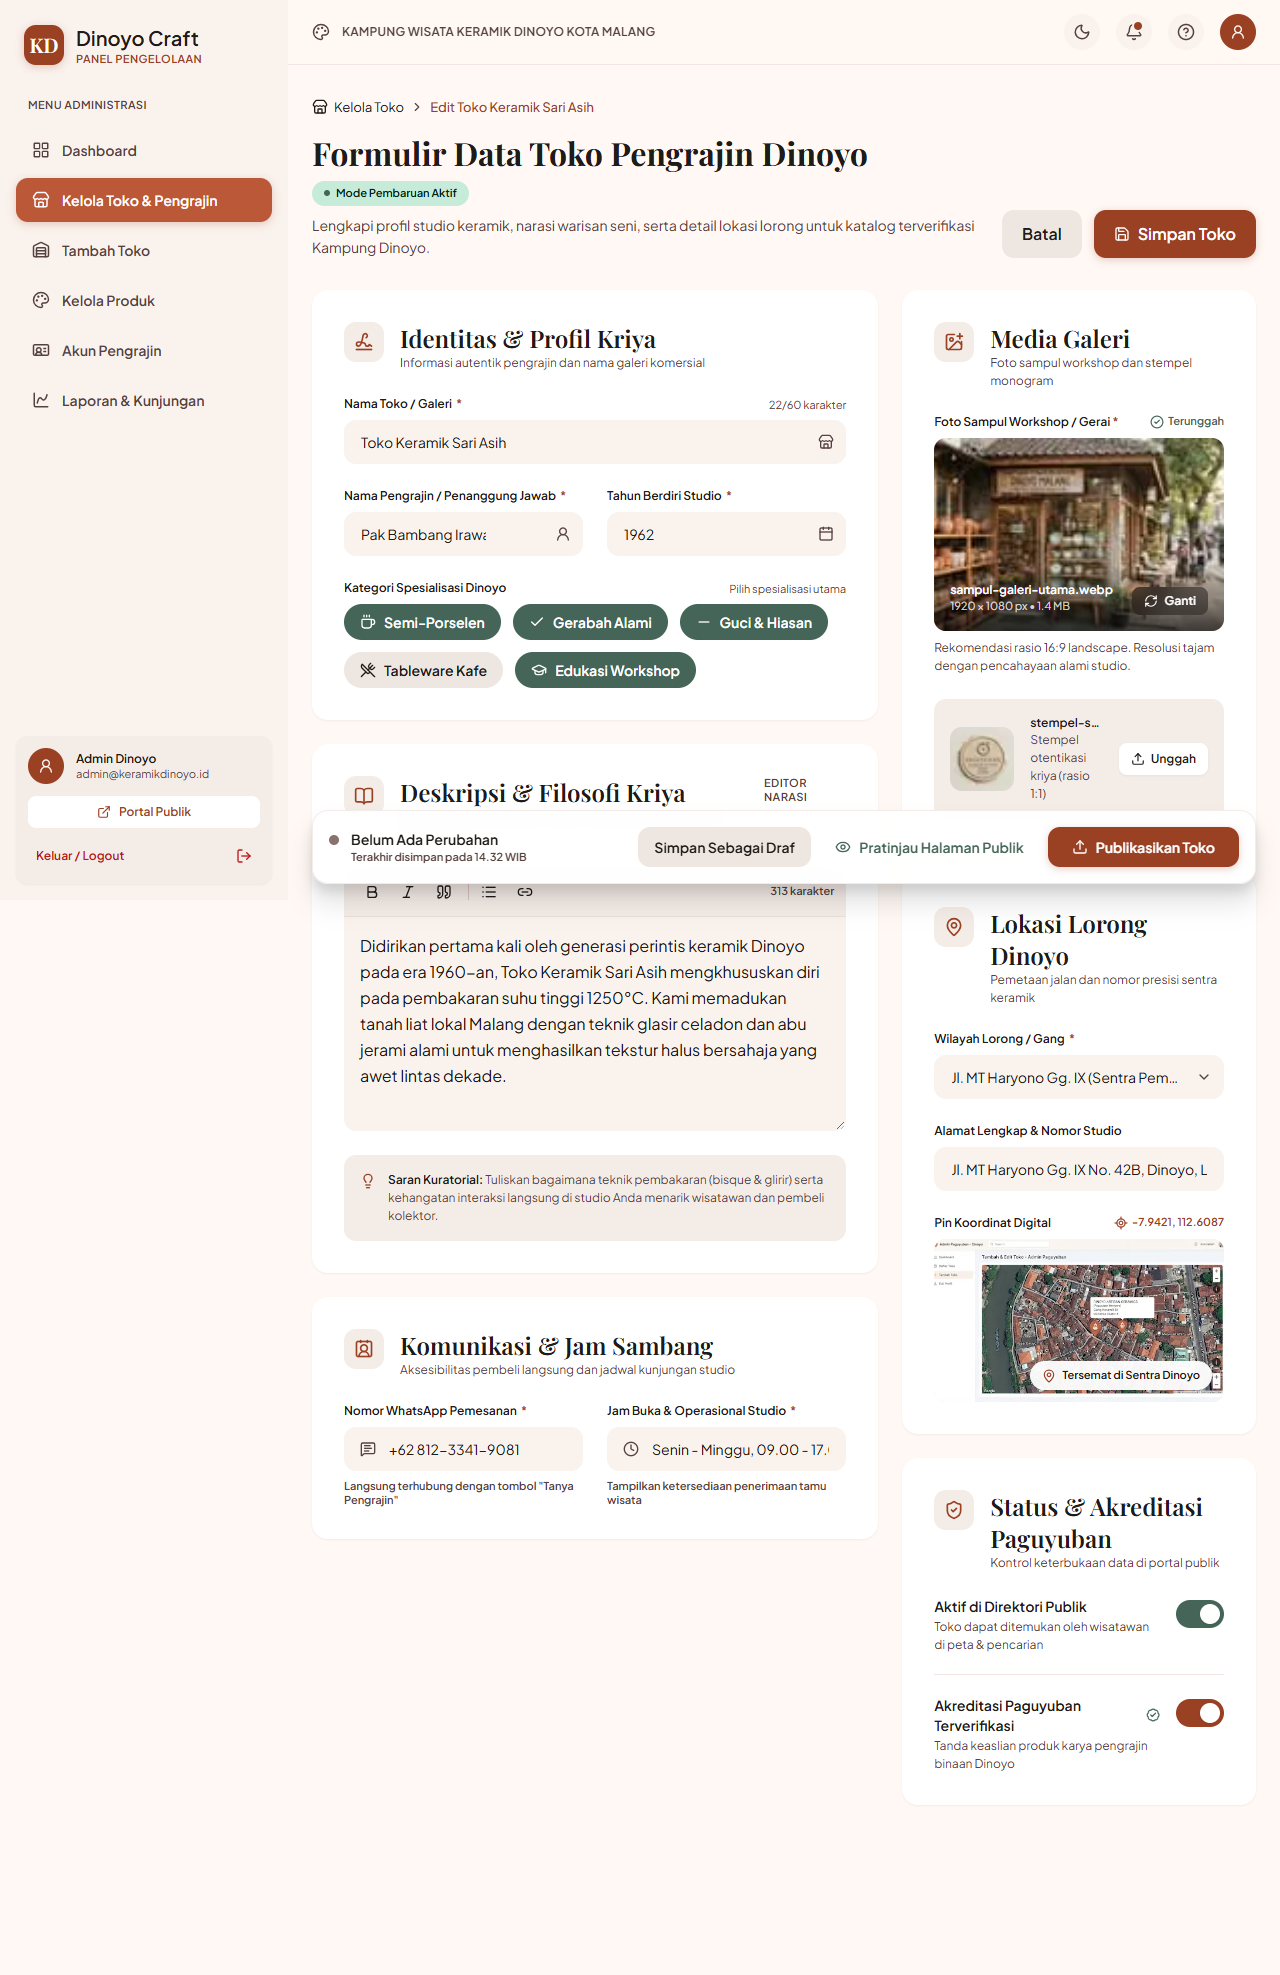 KD
Dinoyo Craft
PANEL PENGELOLAAN
MENU ADMINISTRASI
Dashboard
Kelola Toko & Pengrajin
Tambah Toko
Kelola Produk
Akun Pengrajin
Laporan & Kunjungan
Admin Dinoyo
admin@keramikdinoyo.id
Portal Publik
Keluar / Logout
KAMPUNG WISATA KERAMIK DINOYO KOTA MALANG
Kelola Toko
Edit Toko Keramik Sari Asih
Formulir Data Toko Pengrajin Dinoyo
Mode Pembaruan Aktif
Lengkapi profil studio keramik, narasi warisan seni, serta detail lokasi lorong untuk katalog terverifikasi
Kampung Dinoyo.
Batal
Simpan Toko
Identitas & Profil Kriya
Informasi autentik pengrajin dan nama galeri komersial
Nama Toko / Galeri *
22/60 karakter
Toko Keramik Sari Asih
Nama Pengrajin / Penanggung Jawab *
Tahun Berdiri Studio *
Pak Bambang Irawa
1962
Kategori Spesialisasi Dinoyo
Pilih spesialisasi utama
Semi-Porselen
Gerabah Alami
Guci & Hiasan
Tableware Kafe
Edukasi Workshop
Deskripsi & Filosofi Kriya
EDITOR
NARASI
Belum Ada Perubahan
Terakhir disimpan pada 14.32 WIB
Simpan Sebagai Draf
Pratinjau Halaman Publik
Publikasikan Toko
B
I
313 karakter
Didirikan pertama kali oleh generasi perintis keramik Dinoyo
pada era 1960-an, Toko Keramik Sari Asih mengkhususkan diri
pada pembakaran suhu tinggi 1250°C. Kami memadukan
tanah liat lokal Malang dengan teknik glasir celadon dan abu
jerami alami untuk menghasilkan tekstur halus bersahaja yang
awet lintas dekade.
Saran Kuratorial: Tuliskan bagaimana teknik pembakaran (bisque & glirir) serta
kehangatan interaksi langsung di studio Anda menarik wisatawan dan pembeli
kolektor.
Komunikasi & Jam Sambang
Aksesibilitas pembeli langsung dan jadwal kunjungan studio
Nomor WhatsApp Pemesanan *
Jam Buka & Operasional Studio *
+62 812-3341-9081
Senin - Minggu, 09.00 - 17.
Langsung terhubung dengan tombol "Tanya
Pengrajin"
Tampilkan ketersediaan penerimaan tamu
wisata
Media Galeri
Foto sampul workshop dan stempel
monogram
Foto Sampul Workshop / Gerai *
Terunggah
DINOYO MALANG
sampul-galeri-utama.webp
1920 x 1080 px • 1.4 MB
Ganti
Rekomendasi rasio 16:9 landscape. Resolusi tajam
dengan pencahayaan alami studio.
stempel-s...
Stempel
otentikasi
kriya (rasio
1:1)
Unggah
Lokasi Lorong
Dinoyo
Pemetaan jalan dan nomor presisi sentra
keramik
Wilayah Lorong / Gang *
Jl. MT Haryono Gg. IX (Sentra Pem...
Alamat Lengkap & Nomor Studio
Jl. MT Haryono Gg. IX No. 42B, Dinoyo, L
Pin Koordinat Digital
-7.9421, 112.6087
Tambah & Edit Toko - Admin Paguyuban
Tersemat di Sentra Dinoyo
Status & Akreditasi
Paguyuban
Kontrol keterbukaan data di portal publik
Aktif di Direktori Publik
Toko dapat ditemukan oleh wisatawan
di peta & pencarian
Akreditasi Paguyuban
Terverifikasi
Tanda keaslian produk karya pengrajin
binaan Dinoyo